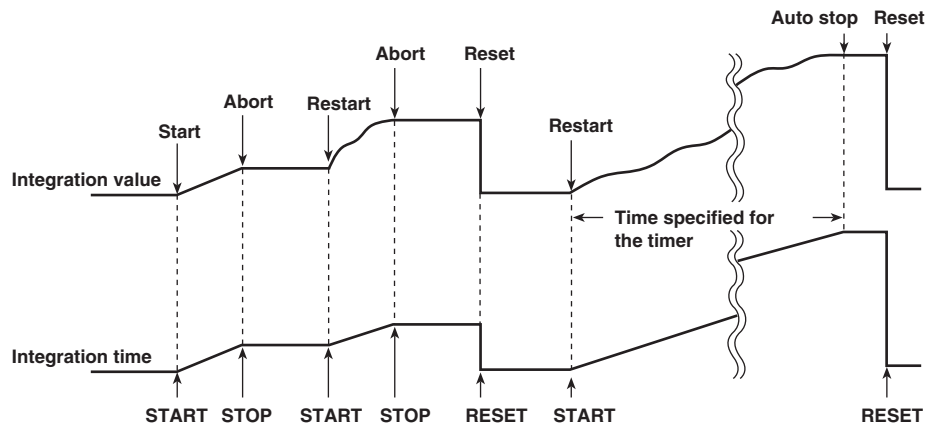 Auto stop Reset
Abort Reset
Abort Restart
Start Restart
Integration value
Time specified for
the timer
Integration time
START STOP START STOP RESET START RESET